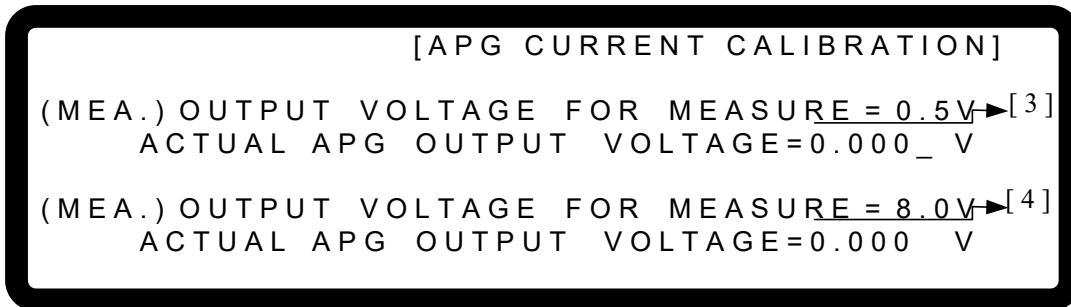 [APG CURRENT CALIBRATION]
(MEA.) OUTPUT VOLTAGE FOR MEASURE = 0.5V [3]
ACTUAL APG OUTPUT VOLTAGE=0.000_ V
(MEA.) OUTPUT VOLTAGE FOR MEASURE = 8.0V [4]
ACTUAL APG OUTPUT VOLTAGE=0.000 V